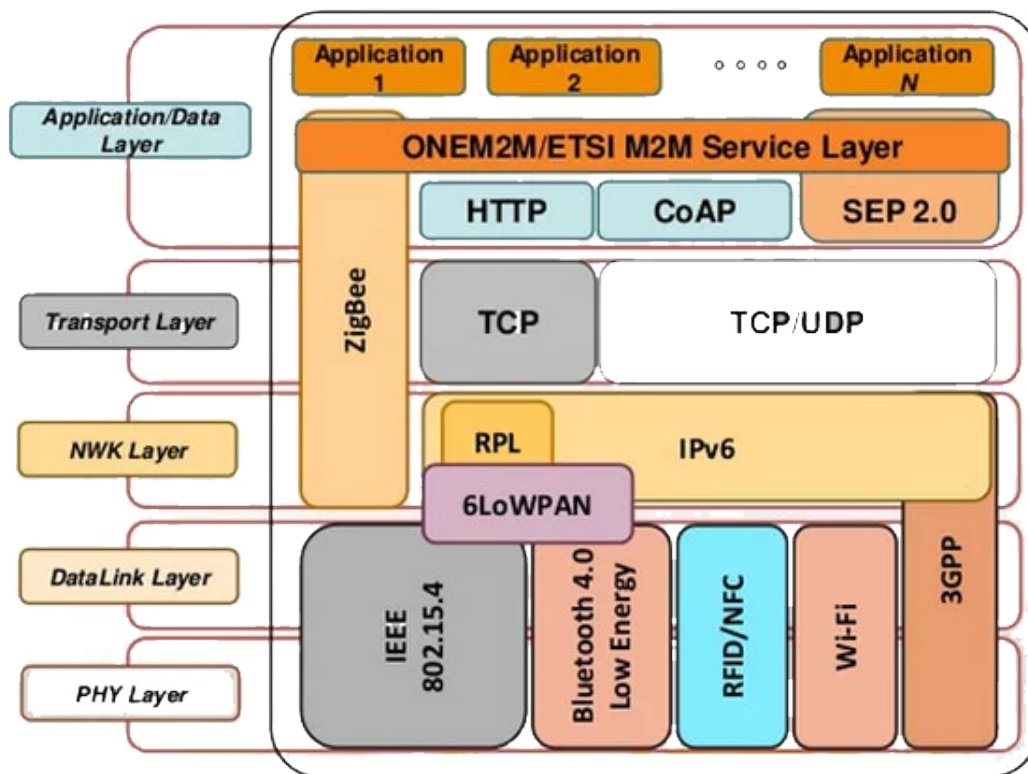 Application
1
Application
2
Application
N
Application/Data
Layer
ONEM2M/ETSI M2M Service Layer
HTTP
CoAP
SEP 2.0
ZigBee
Transport Layer
TCP
TCP/UDP
NWK Layer
RPL
IPv6
6LoWPAN
DataLink Layer
IEEE
802.15.4
Bluetooth 4.0
Low Energy
RFID/NFC
Wi-Fi
3GPP
PHY Layer